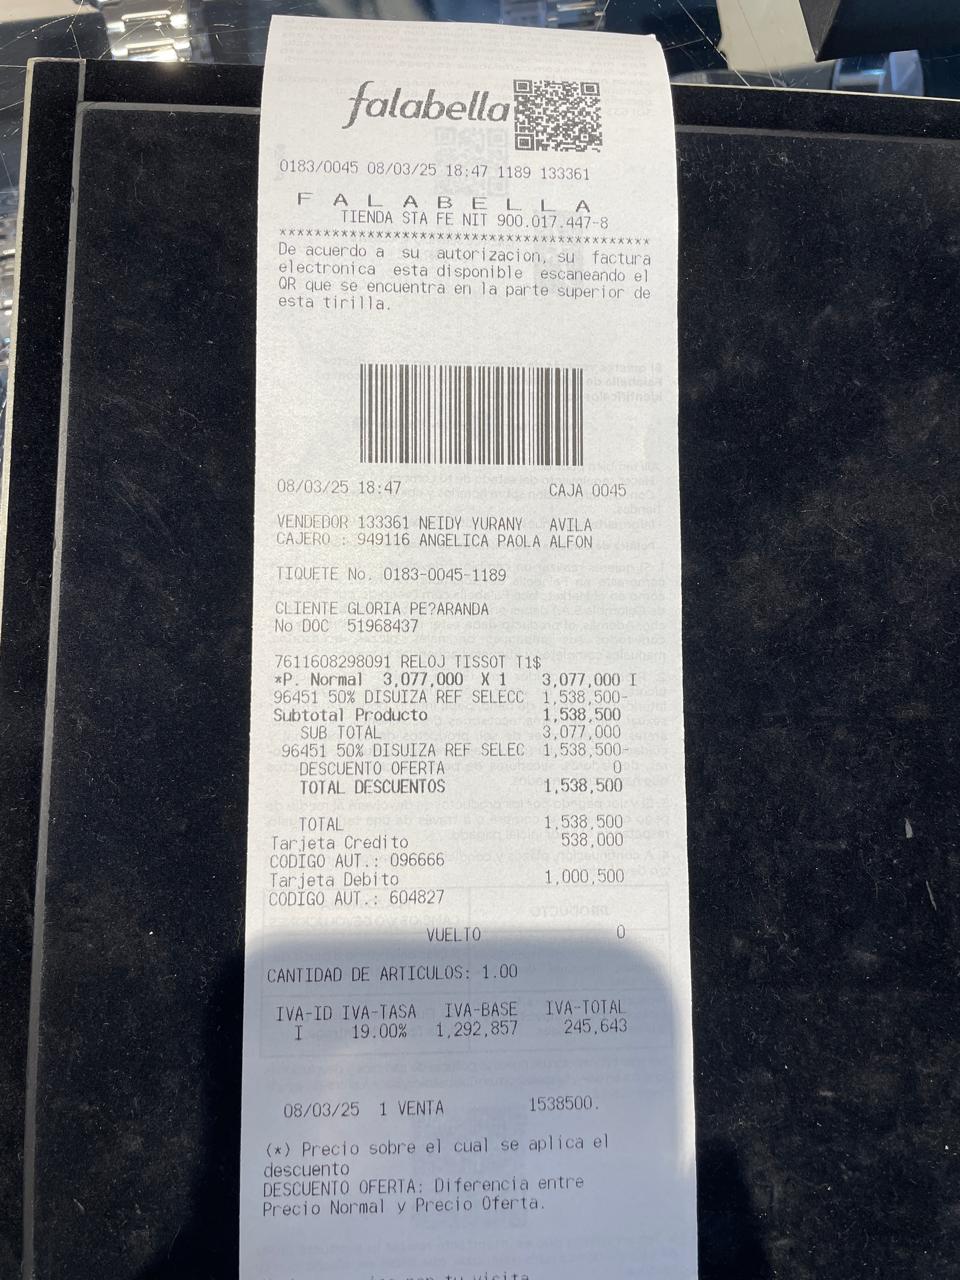 falabella
0183/0045 08/03/25 18:47 1189 133361
F A L A B E L L A
TIENDA STA FE NIT 900.017.447-8
******************************************
De acuerdo a su autorizacion, su factura
electronica esta disponible escaneando el
QR que se encuentra en la parte superior de
esta tirilla.
08/03/25 18:47 CAJA 0045
VENDEDOR 133361 NEIDY YURANY AVILA
CAJERO : 949116 ANGELICA PAOLA ALFON
TIQUETE No. 0183-0045-1189
CLIENTE GLORIA PE?ARANDA
No DOC 51968437
7611608298091 RELOJ TISSOT T1$
*P. Normal 3,077,000 X 1 3,077,000 I
96451 50% DISUIZA REF SELECC 1,538,500-
Subtotal Producto 1,538,500
SUB TOTAL 3,077,000
96451 50% DISUIZA REF SELEC 1,538,500-
DESCUENTO OFERTA 0
TOTAL DESCUENTOS 1,538,500
TOTAL 1,538,500
Tarjeta Credito 538,000
CODIGO AUT.: 096666
Tarjeta Debito 1,000,500
CODIGO AUT.: 604827
VUELTO 0
CANTIDAD DE ARTICULOS: 1.00
IVA-ID IVA-TASA IVA-BASE IVA-TOTAL
I 19.00% 1,292,857 245,643
08/03/25 1 VENTA 1538500.
(*) Precio sobre el cual se aplica el
descuento
DESCUENTO OFERTA: Diferencia entre
Precio Normal y Precio Oferta.